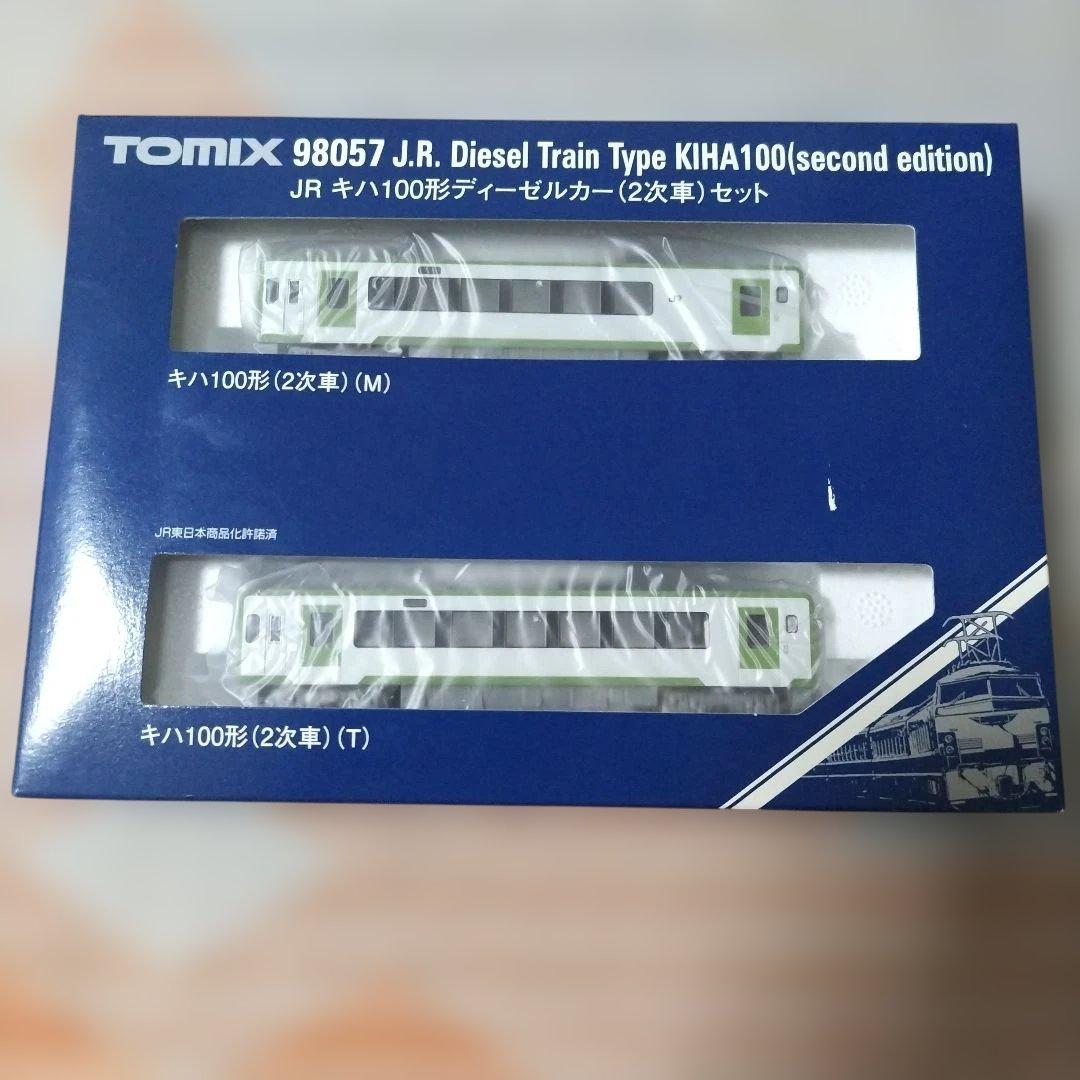 TOMIX 98057 J.R. Diesel Train Type KIHA100(second edition)
JR キハ100形ディーゼルカー(2次車)セット
キハ100形(2次車)(M)
JR東日本商品化許諾済
キハ100形(2次車)(T)